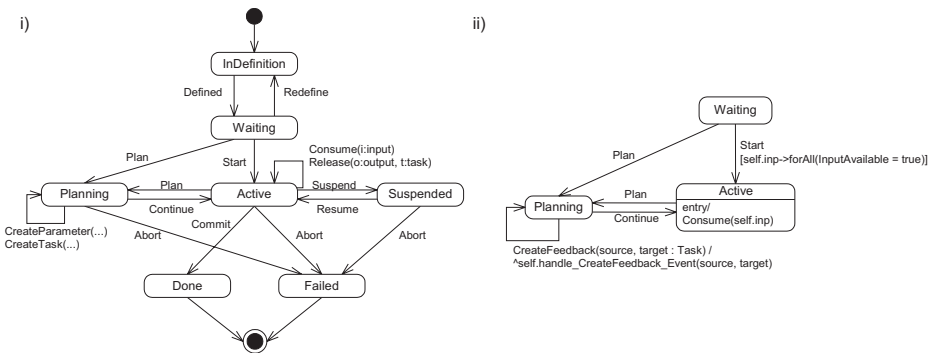 i)
ii)
InDefinition
Defined
Redefine
Waiting
Consume(i:input)
Release(o:output, t:task)
Plan
Start
Planning
Plan
Continue
Active
Suspend
Resume
Suspended
CreateParameter(...)
CreateTask(...)
Commit
Abort
Abort
Abort
Done
Failed
Waiting
Plan
Start
[self.inp->forAll(InputAvailable = true)]
Planning
Plan
Continue
Active
entry/
Consume(self.inp)
CreateFeedback(source, target : Task) /
^self.handle_CreateFeedback_Event(source, target)